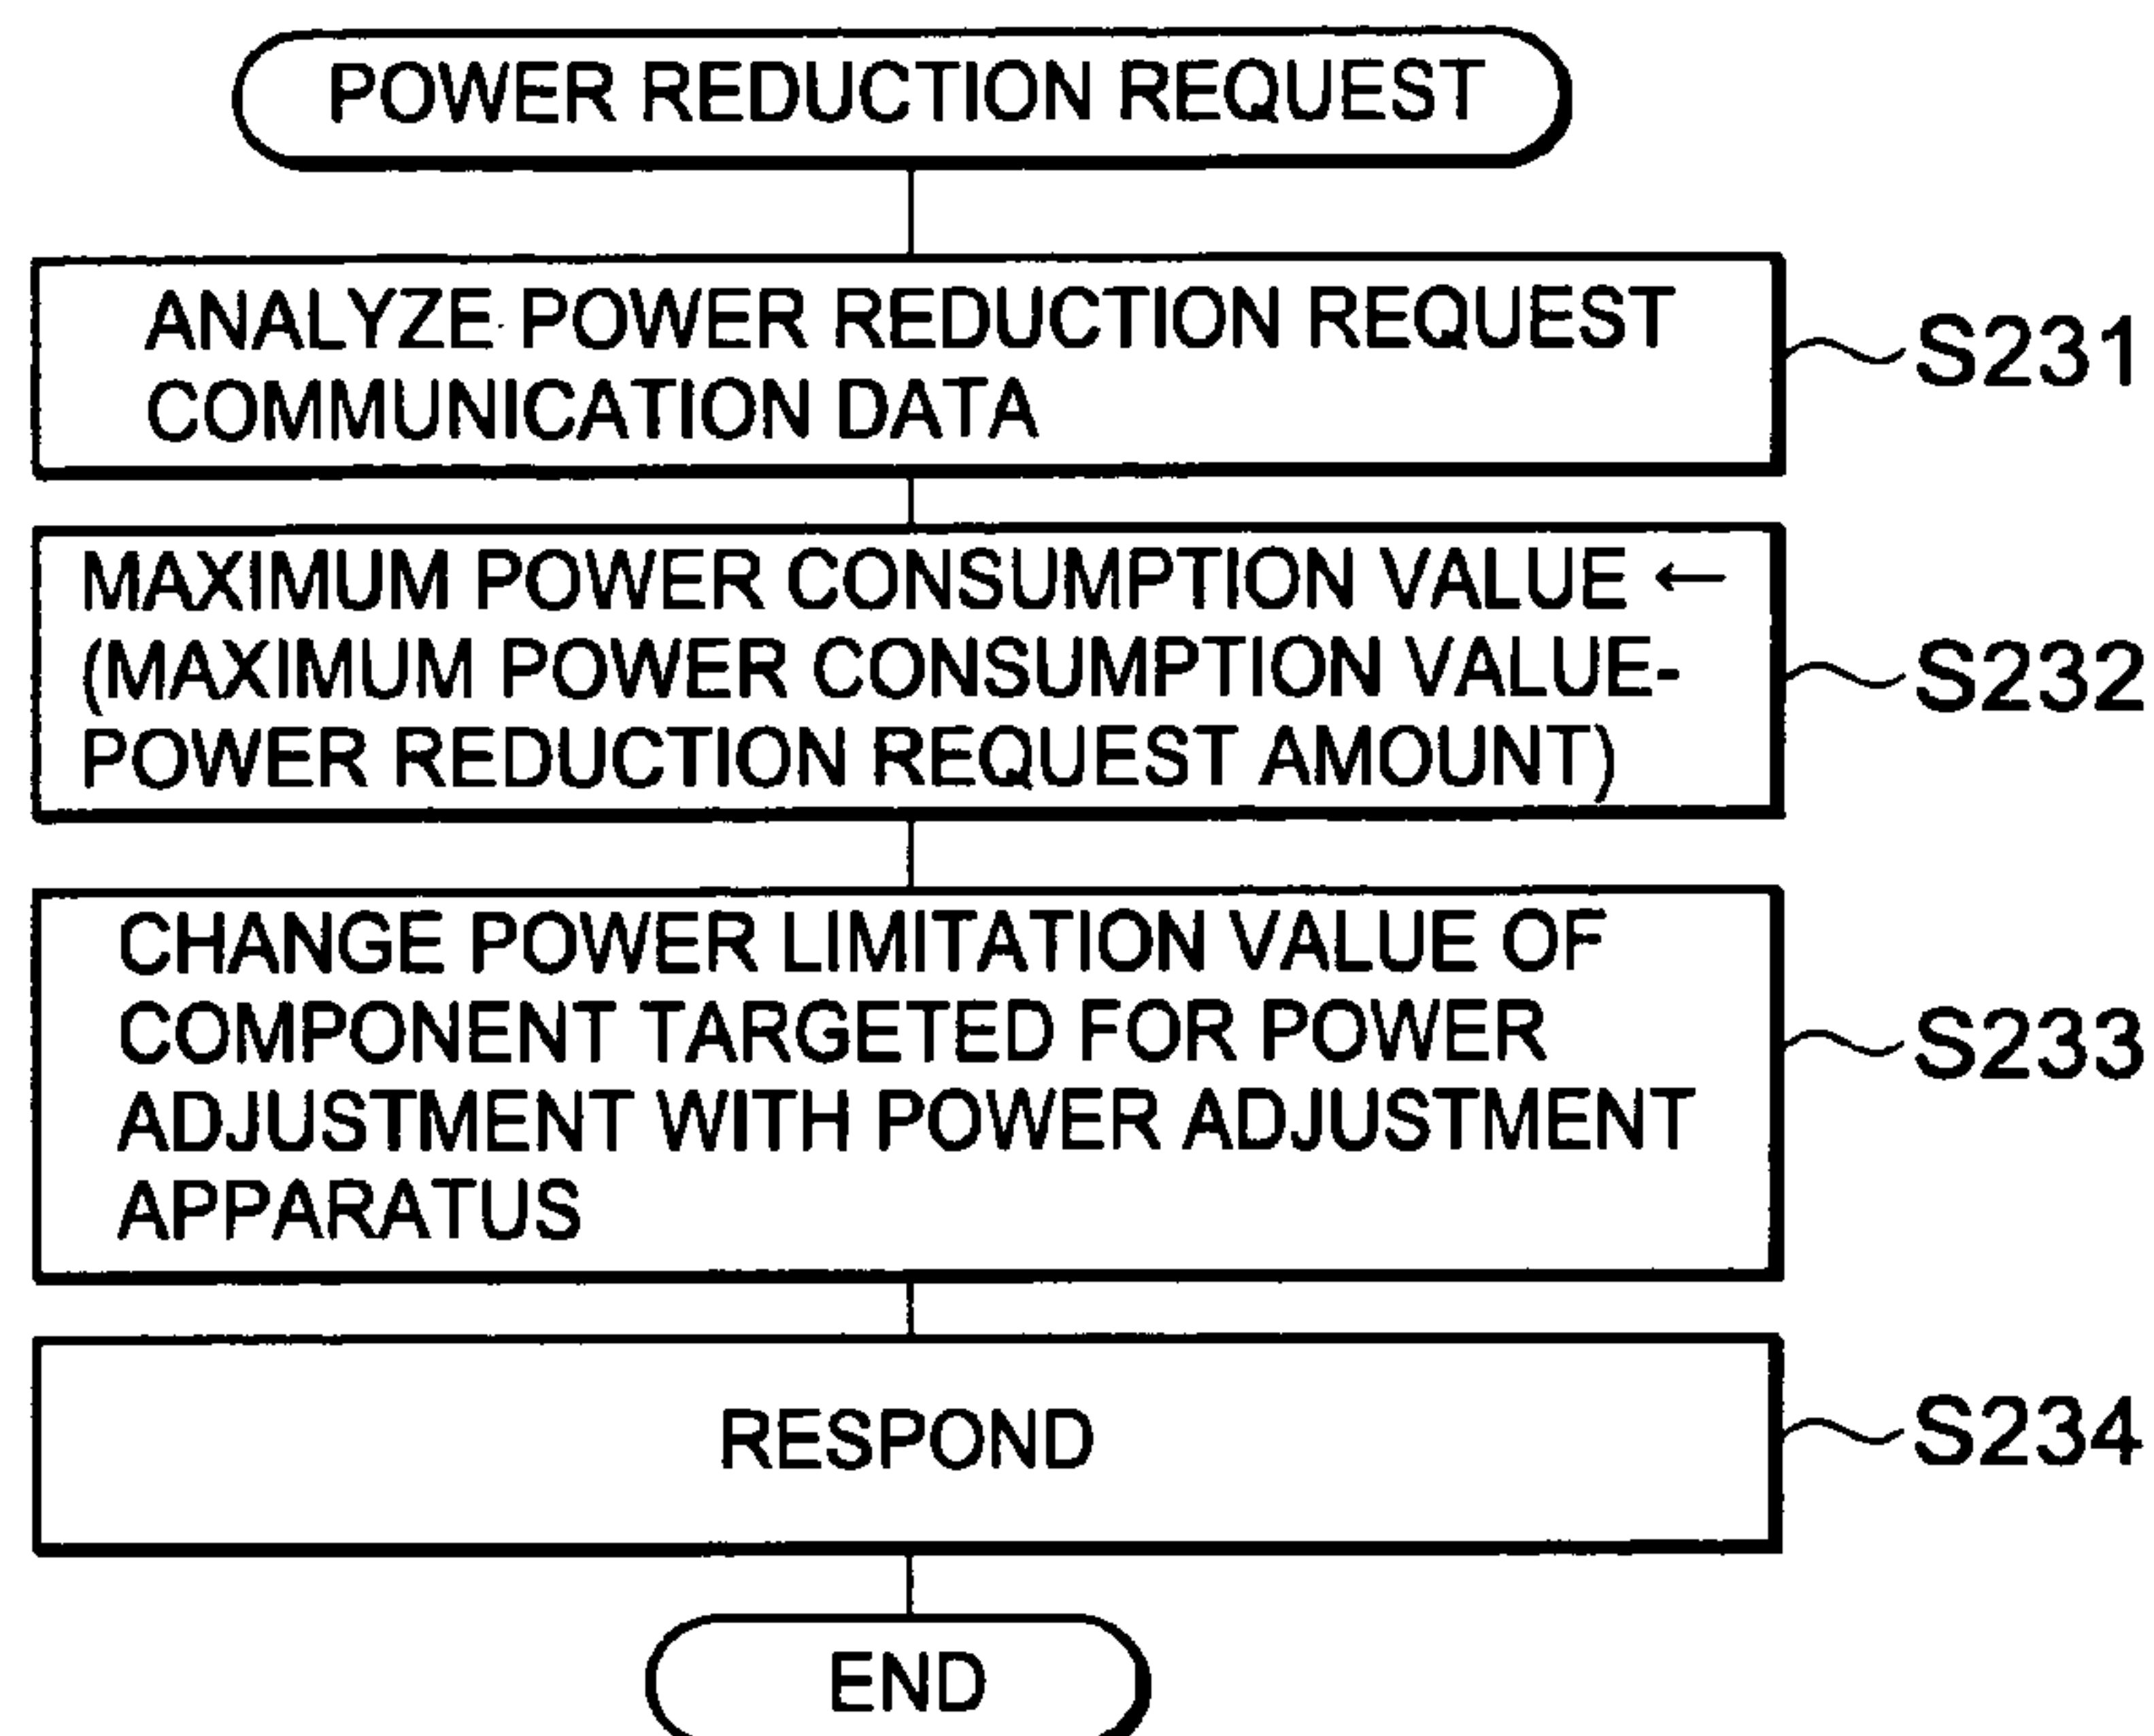 POWER REDUCTION REQUEST
ANALYZE POWER REDUCTION REQUEST
COMMUNICATION DATA
S231
MAXIMUM POWER CONSUMPTION VALUE ←
(MAXIMUM POWER CONSUMPTION VALUE-
POWER REDUCTION REQUEST AMOUNT)
S232
CHANGE POWER LIMITATION VALUE OF
COMPONENT TARGETED FOR POWER
ADJUSTMENT WITH POWER ADJUSTMENT
APPARATUS
S233
RESPOND
S234
END